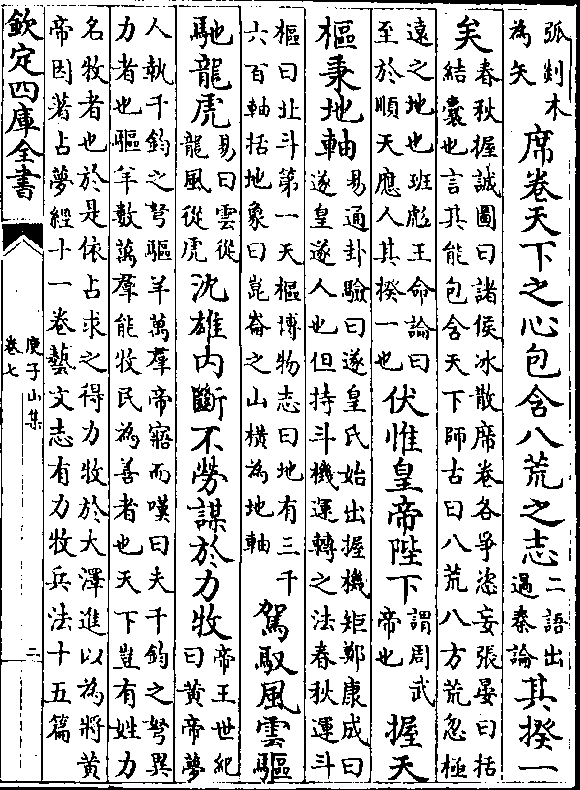 弧剡木
為矢
席卷天下之心包含八荒之志
二語出
過秦論
其揆一
矣
春秋握誠圖曰諸侯冰散席卷各爭恣妄張晏曰括
結囊也言其能包含天下師古曰八荒八方荒忽極
遠之地也班彪王命論曰
至於順天應人其揆一也
伏惟皇帝陛下
謂周武
帝也
握天
樞秉地軸
易通卦驗曰遂皇氏始出握機矩鄭康成曰
遂皇遂人也但持斗機運轉之法春秋運斗
樞曰北斗第一天樞博物志曰地有三千
六百軸括地象曰崑崙之山橫為地軸
駕馭風雲驅
馳龍虎
易曰雲從
龍風從虎
沈雄内斷不勞謀於力牧
帝王世紀
曰黄帝夢
人執千鈞之弩驅羊萬羣帝寤而嘆曰夫千鈞之弩異
力者也驅羊數萬羣能牧民為善者也天下豈有姓力
名牧者也於是依占求之得力牧於大澤進以為將黄
帝因著占夢經十一卷藝文志有力牧兵法十五篇
欽定四庫全書
庾子山集
卷七
二